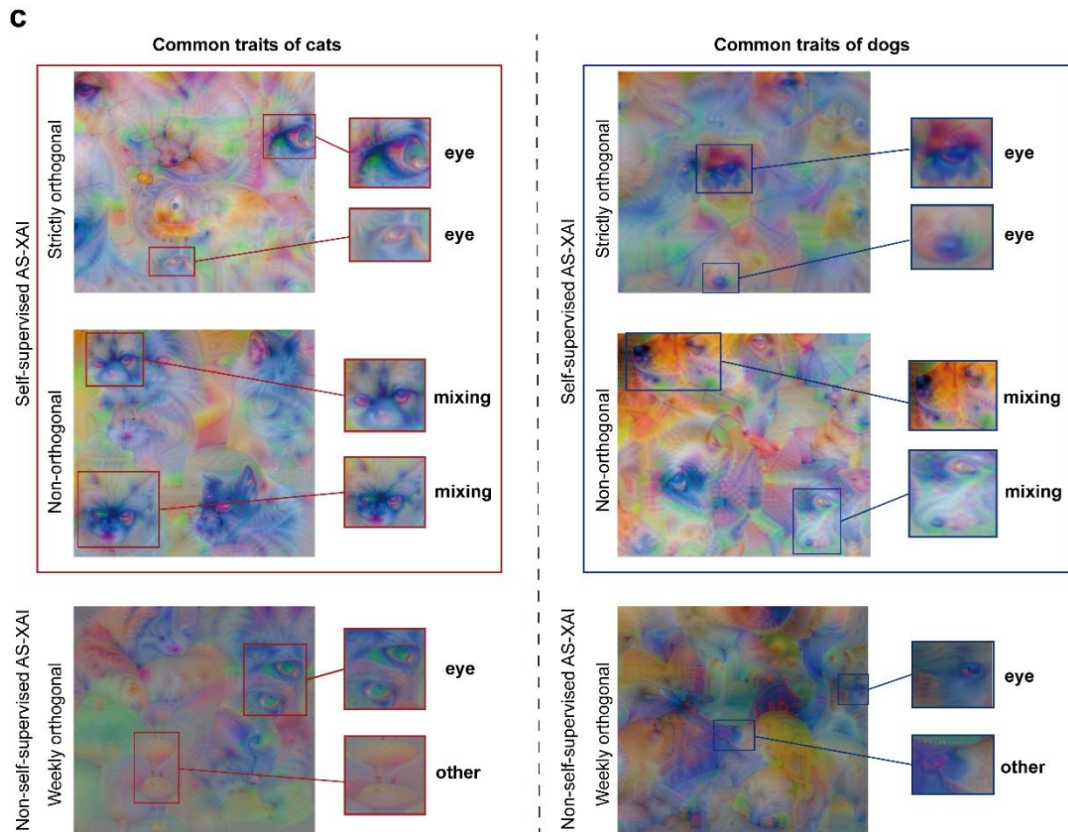 c
Common traits of cats
Common traits of dogs
Self-supervised AS-XAI
Strictly orthogonal
eye
eye
Non-orthogonal
mixing
mixing
Non-self-supervised AS-XAI
Weekly orthogonal
eye
other
Self-supervised AS-XAI
Strictly orthogonal
eye
eye
Non-orthogonal
mixing
mixing
Non-self-supervised AS-XAI
Weekly orthogonal
eye
other